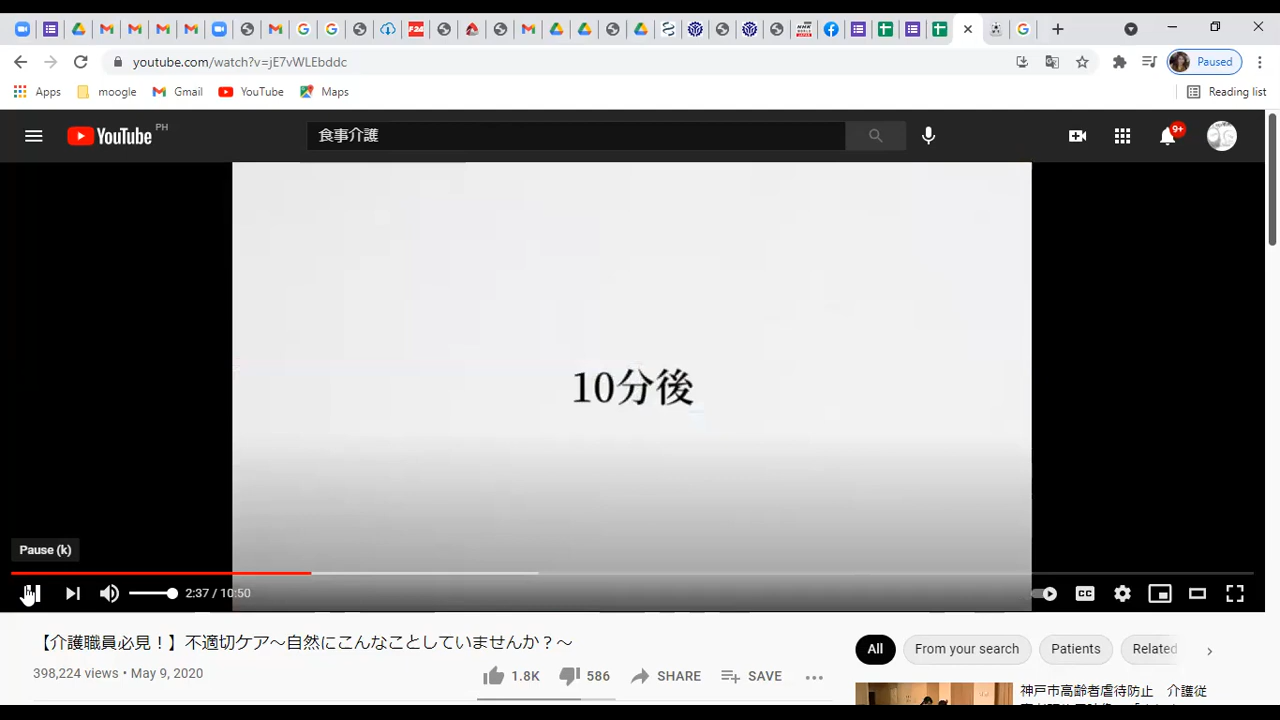 youtube.com/watch?v=jE7vWLEbddc
Paused
Apps
moogle
Gmail
YouTube
Maps
Reading list
YouTube PH
食事介護
9+
10分後
Pause (k)
2:37 / 10:50
CC
【介護職員必見！】不適切ケア～自然にこんなことしていませんか？～
398,224 views • May 9, 2020
1.8K
586
SHARE
SAVE
All
From your search
Patients
Related
神戸市高齢者虐待防止　介護従